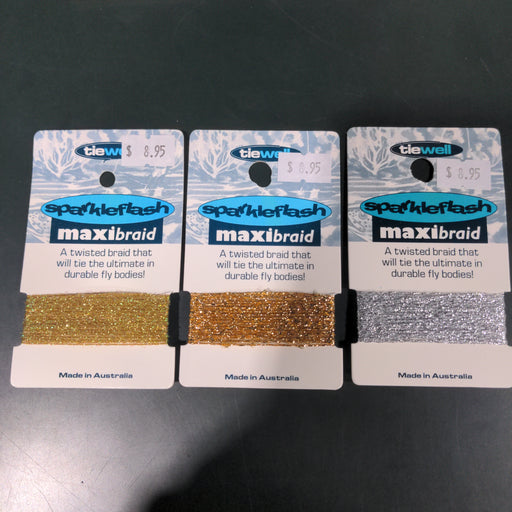 tiewe
$ 8.95
sparkleflash
maxibraid
A twisted braid that
will tie the ultimate in
durable fly bodies!
Made in Australia
tiewell
$ 8.95
sparkleflash
maxibraid
A twisted braid that
will tie the ultimate in
durable fly bodies!
Made in Australia
tiewell
$ 8.95
sparkleflash
maxibraid
A twisted braid that
will tie the ultimate in
durable fly bodies!
Made in Australia